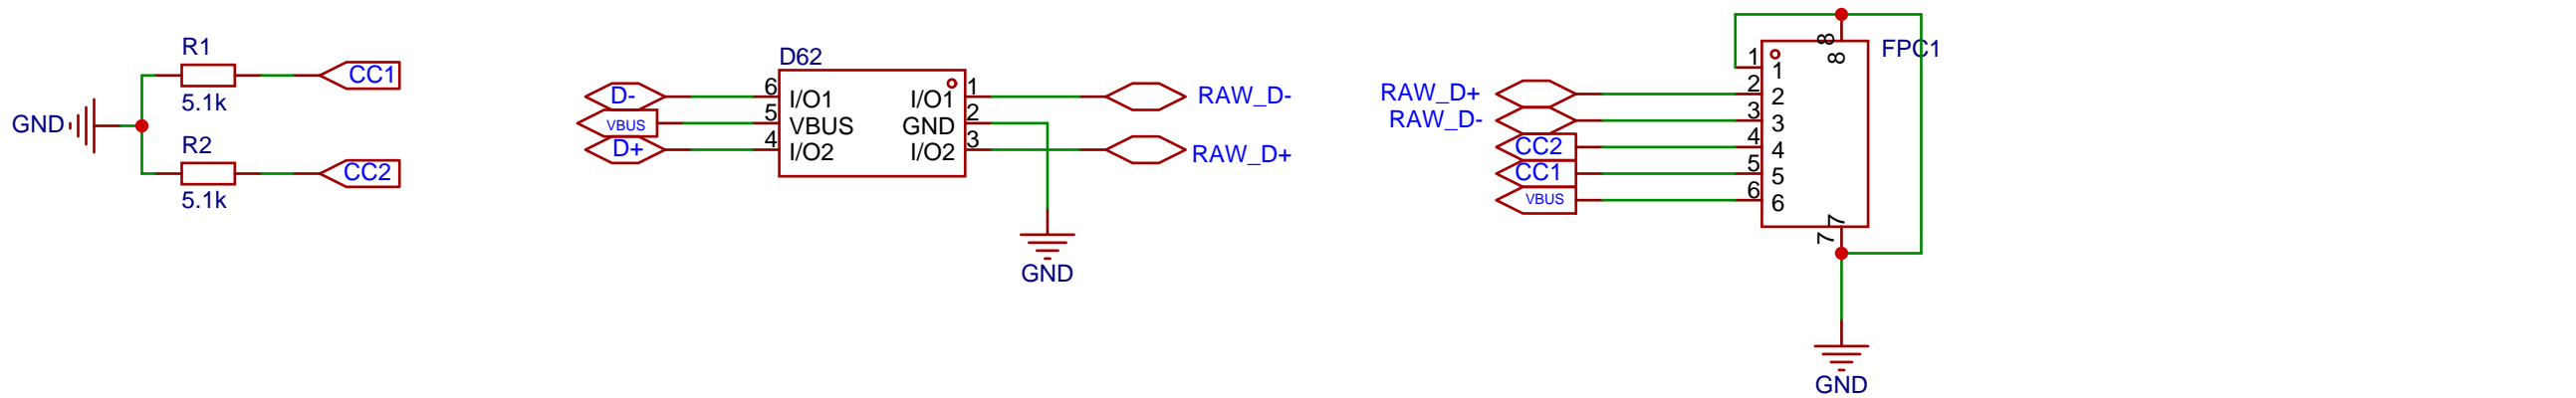 R1
5.1k
CC1
GND
R2
5.1k
CC2
D62
D-
VBUS
D+
6
5
4
I/O1
VBUS
I/O2
I/O1
GND
I/O2
1
2
3
RAW_D-
RAW_D+
GND
RAW_D+
RAW_D-
CC2
CC1
VBUS
1
2
3
4
5
6
1
2
3
4
5
6
8
8
7
7
FPC1
GND